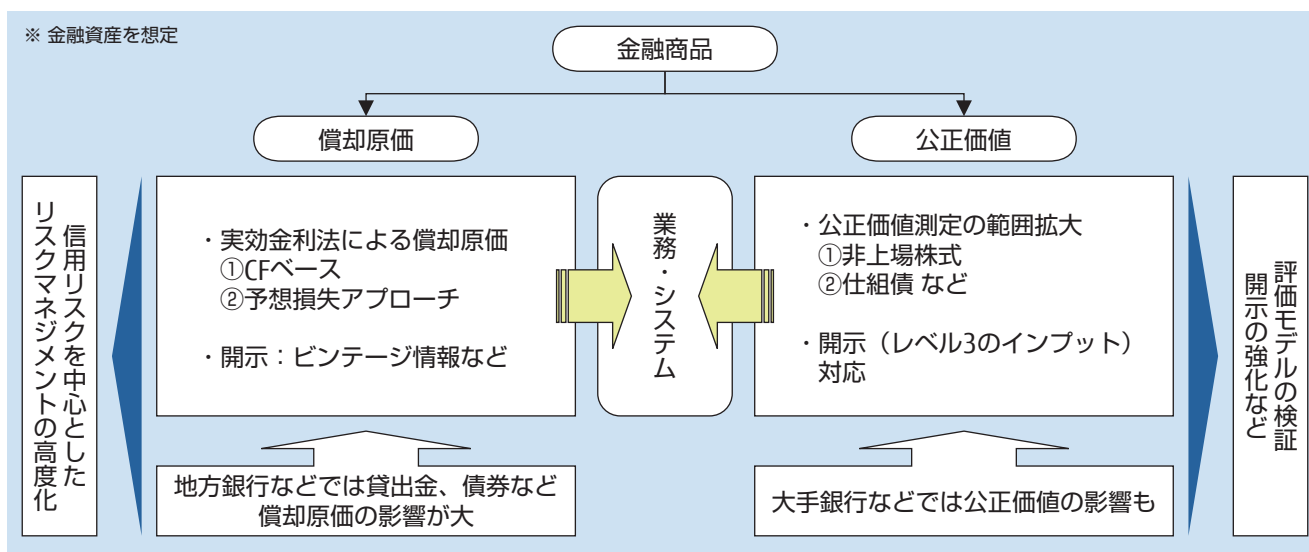 ※ 金融資産を想定
金融商品
償却原価
公正価値
信用リスクを中心とした
リスクマネジメントの高度化
・実効金利法による償却原価
①CFベース
②予想損失アプローチ
・開示：ビンテージ情報など
業務・システム
・公正価値測定の範囲拡大
①非上場株式
②仕組債 など
・開示（レベル3のインプット）
対応
評価モデルの検証
開示の強化など
地方銀行などでは貸出金、債券など
償却原価の影響が大
大手銀行などでは公正価値の影響も